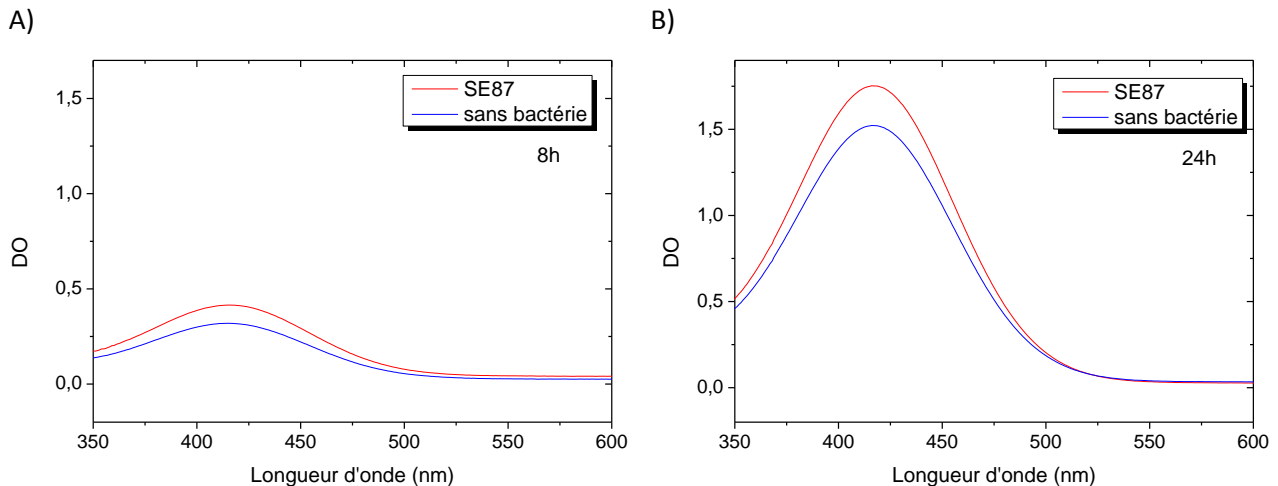 A)
B)
SE87
sans bactérie
8h
1,5
1,0
0,5
0,0
DO
350
400
450
500
550
600
Longueur d'onde (nm)
SE87
sans bactérie
24h
1,5
1,0
0,5
0,0
DO
350
400
450
500
550
600
Longueur d'onde (nm)